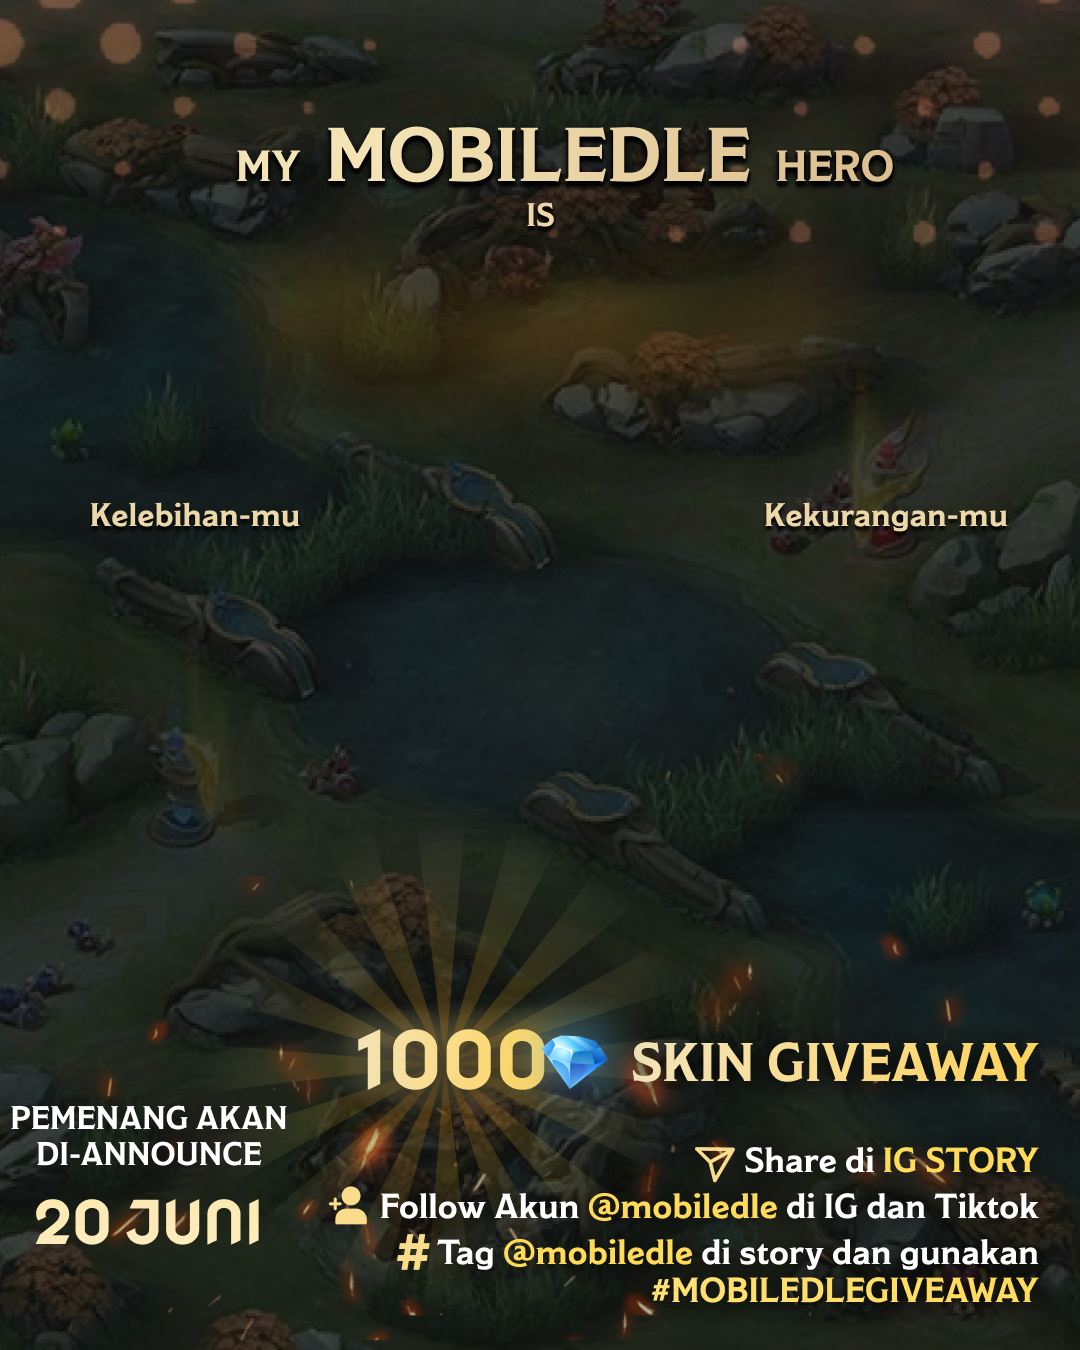 MY MOBILEDLE HERO
IS
Kelebihan-mu
Kekurangan-mu
1000 SKIN GIVEAWAY
PEMENANG AKAN
DI-ANNOUNCE
20 JUNI
Share di IG STORY
Follow Akun @mobiledle di IG dan Tiktok
# Tag @mobiledle di story dan gunakan
#MOBILEDLEGIVEAWAY